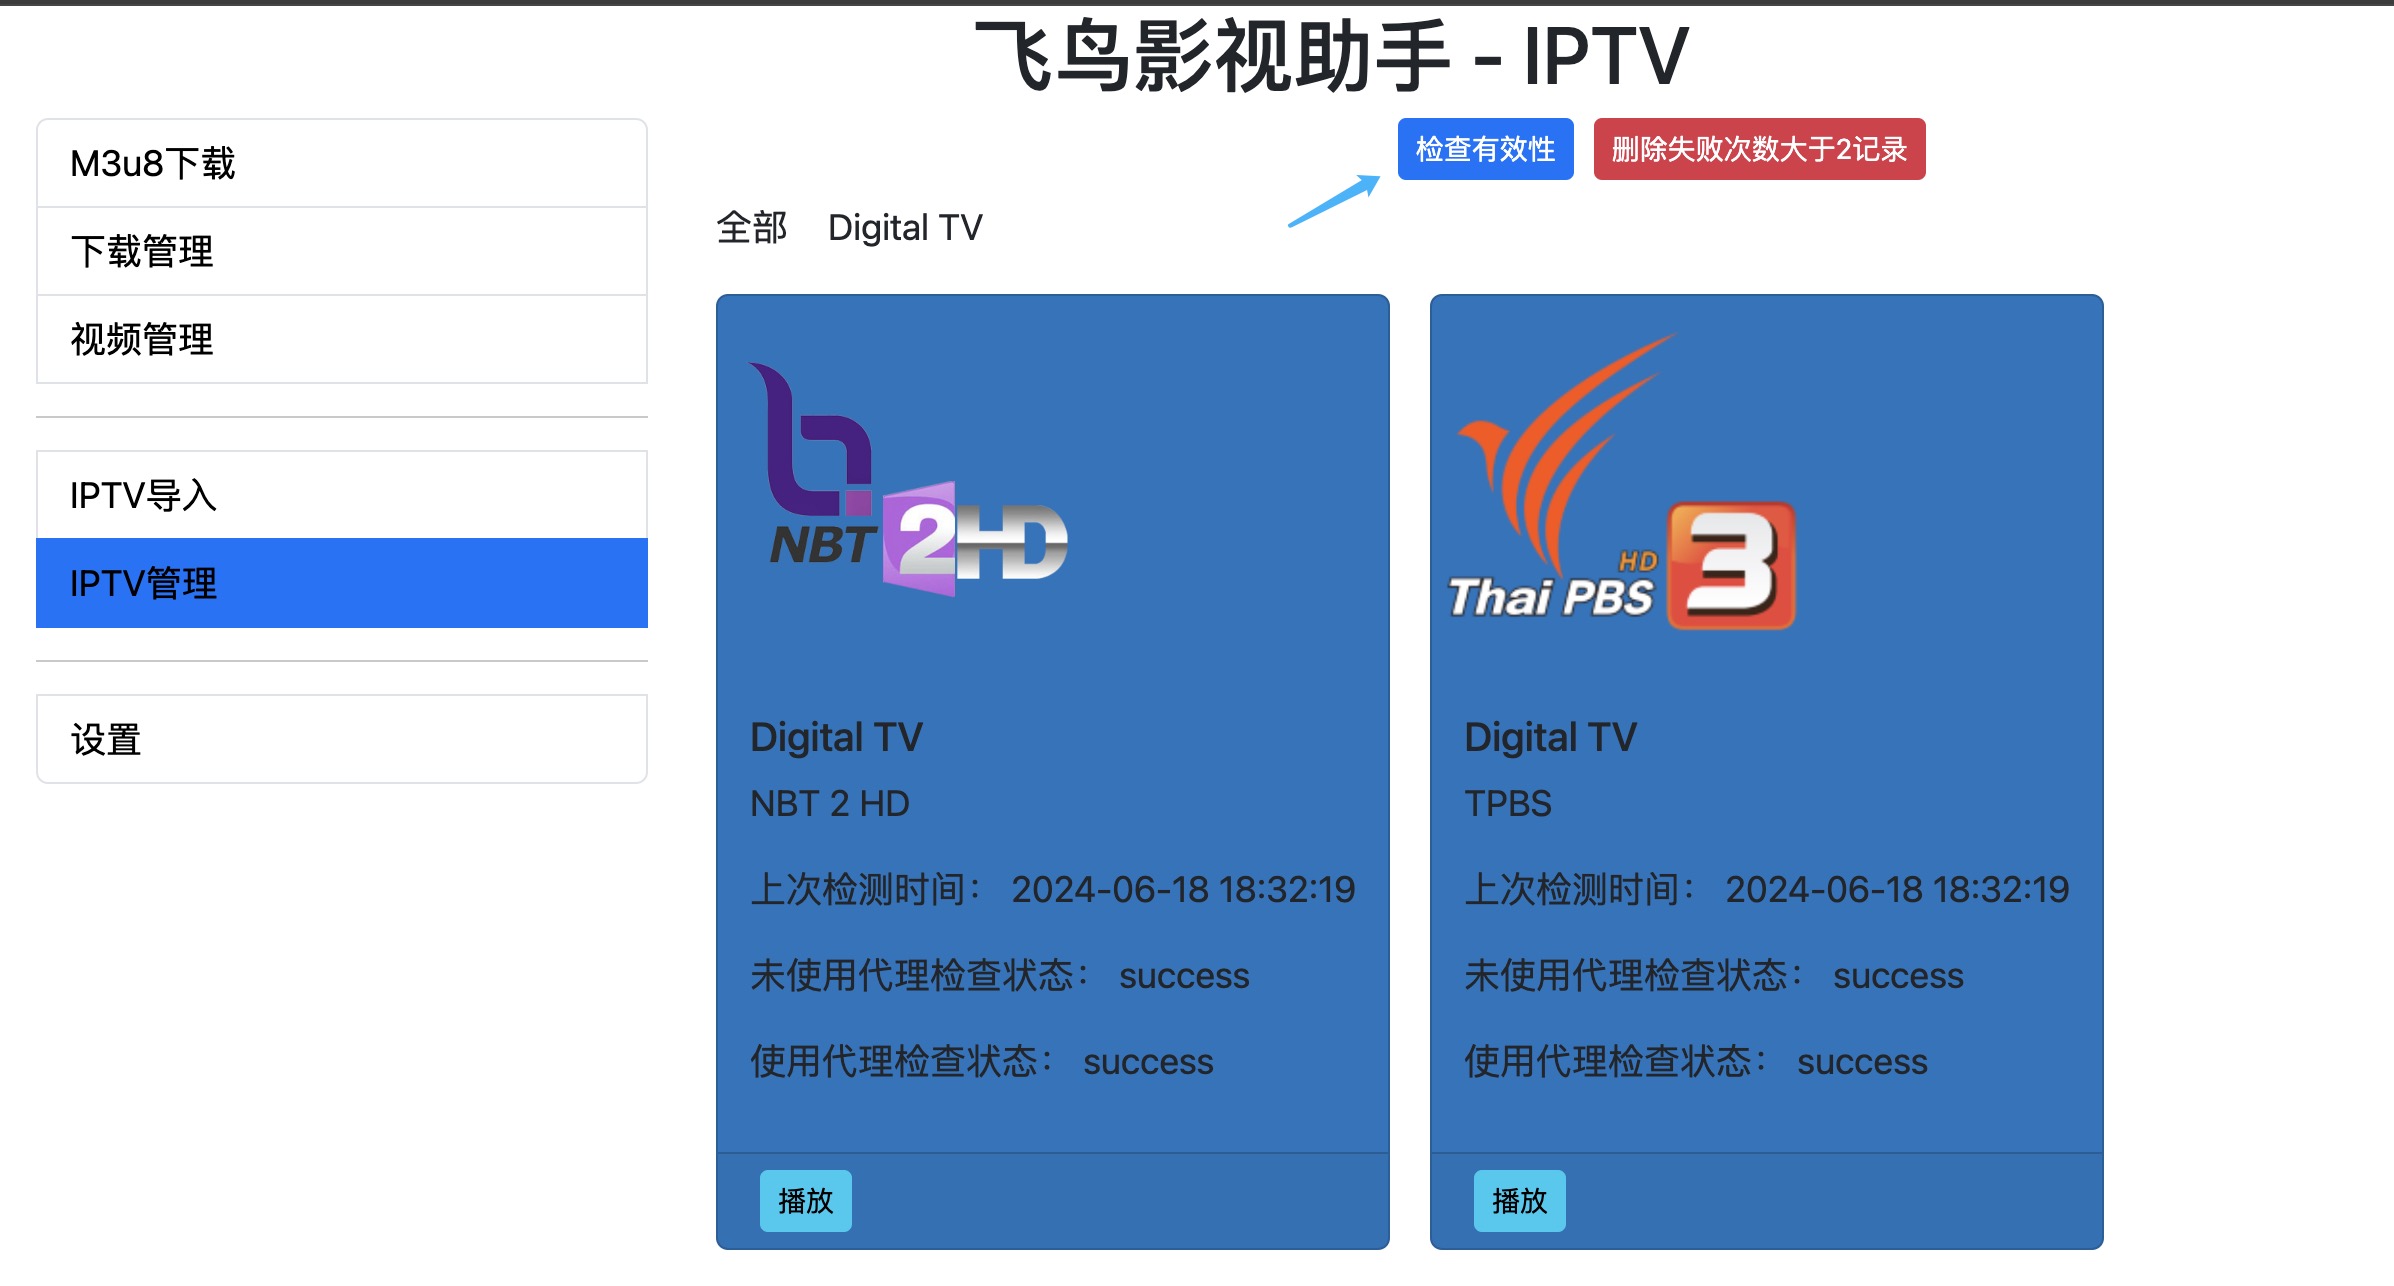 飞鸟影视助手 - IPTV
M3u8下载
下载管理
视频管理
IPTV导入
IPTV管理
设置
检查有效性 删除失败次数大于2记录
全部 Digital TV
NBT 2HD
Digital TV
NBT 2 HD
上次检测时间： 2024-06-18 18:32:19
未使用代理检查状态： success
使用代理检查状态： success
播放
HD
Thai PBS 3
Digital TV
TPBS
上次检测时间： 2024-06-18 18:32:19
未使用代理检查状态： success
使用代理检查状态： success
播放